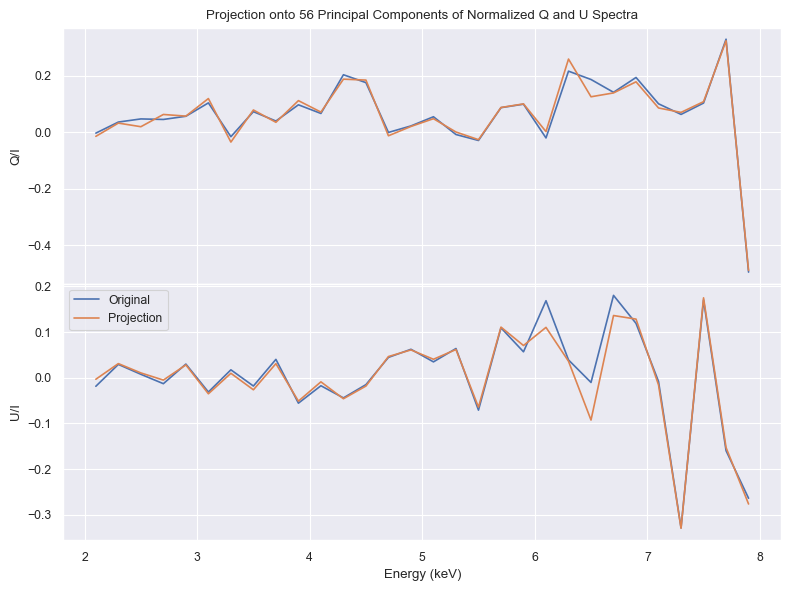 Projection onto 56 Principal Components of Normalized Q and U Spectra
0.2
0.0
−0.2
−0.4
Q/I
0.2
0.1
0.0
−0.1
−0.2
−0.3
U/I
Original
Projection
2 3 4 5 6 7 8
Energy (keV)